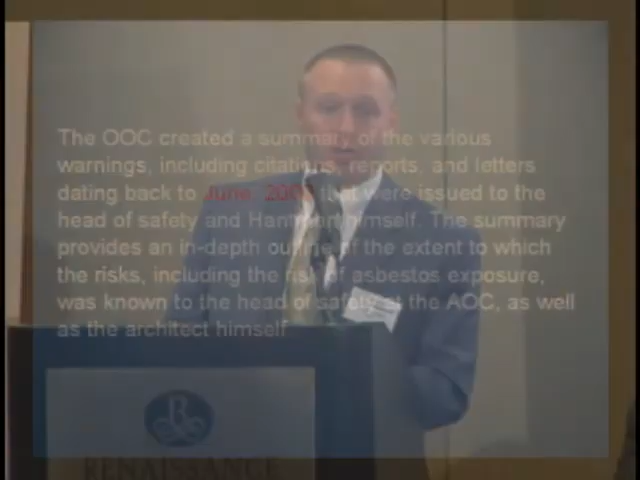 The OOC created a summary of the various
warnings, including citations, reports, and letters
dating back to June, that were issued to the
head of safety and himself. The summary
provides an in-depth outline of the extent to which
the risks, including the risk of asbestos exposure,
was known to the head of safety at the AOC, as well
as the architect himself
R
RENAISSANCE